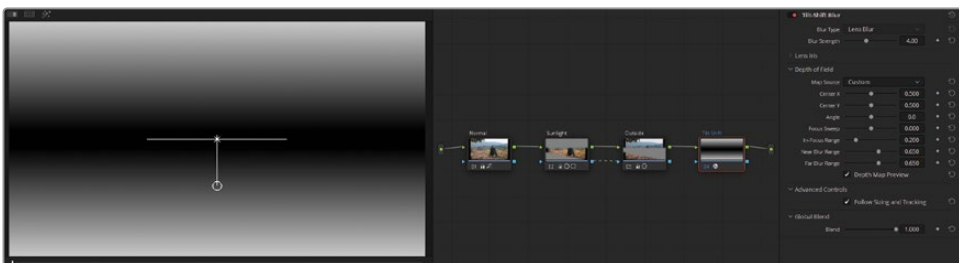 Normal
Sunlight
Outside
Tilt-Shift
Tilt-Shift Blur
Blur Type Lens Blur
Blur Strength 4.00
Lens Iris
Depth of Field
Map Source Custom
Center X 0.500
Center Y 0.500
Angle 0.0
Focus Sweep 0.000
In-Focus Range 0.200
Near Blur Range 0.650
Far Blur Range 0.650
Depth Map Preview
Advanced Controls
Follow Sizing and Tracking
Global Blend
Blend 1.000